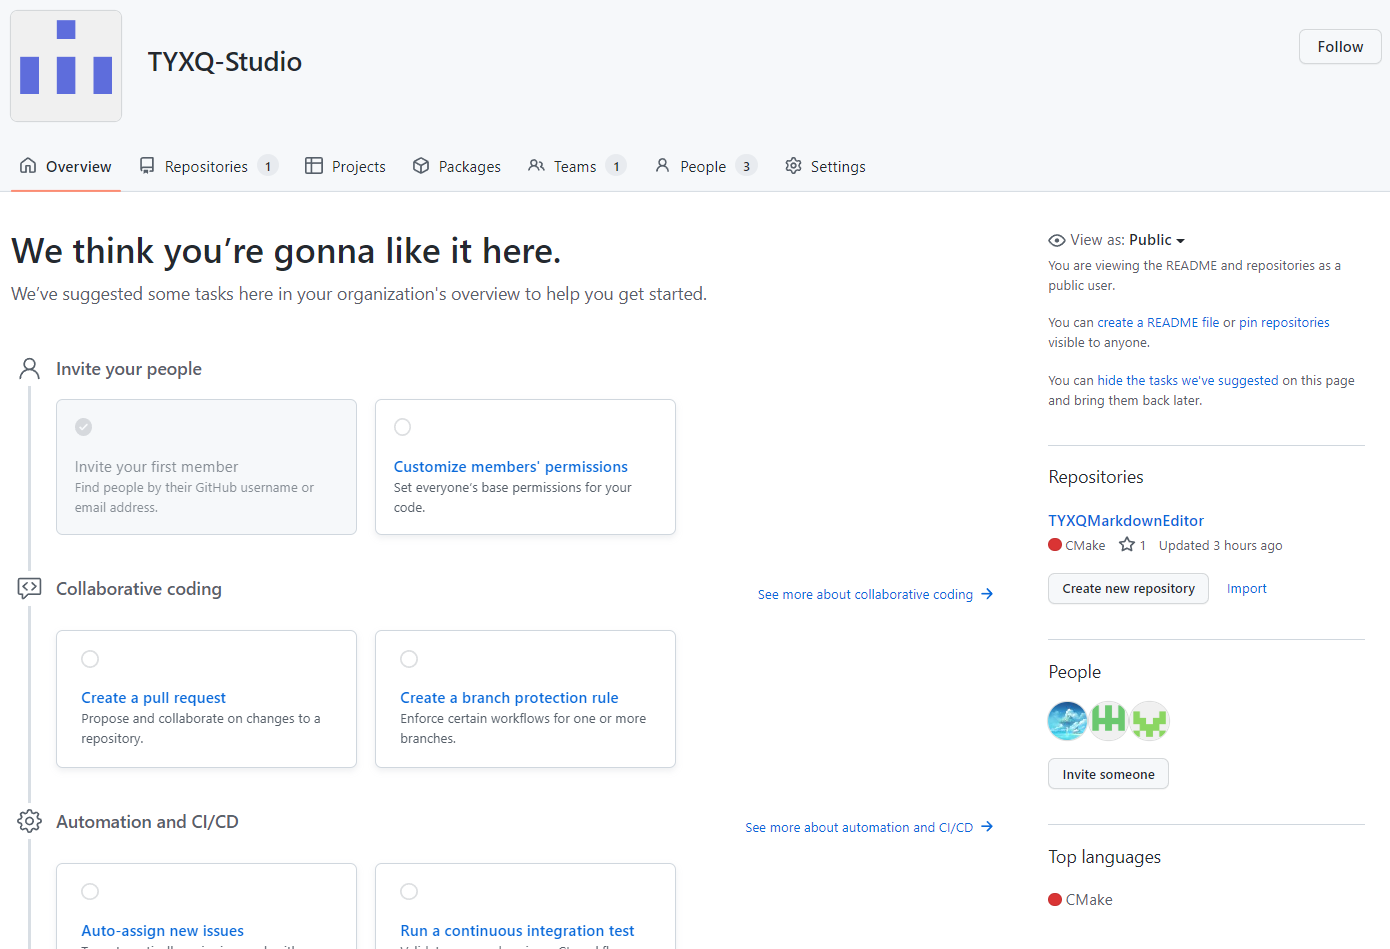 TYXQ-Studio
Follow
Overview
Repositories 1
Projects
Packages
Teams 1
People 3
Settings
We think you’re gonna like it here.
We’ve suggested some tasks here in your organization's overview to help you get started.
Invite your people
Invite your first member
Find people by their GitHub username or
email address.
Customize members' permissions
Set everyone’s base permissions for your
code.
Collaborative coding
See more about collaborative coding
Create a pull request
Propose and collaborate on changes to a
repository.
Create a branch protection rule
Enforce certain workflows for one or more
branches.
Automation and CI/CD
See more about automation and CI/CD
Auto-assign new issues
Run a continuous integration test
View as: Public
You are viewing the README and repositories as a
public user.
You can create a README file or pin repositories
visible to anyone.
You can hide the tasks we've suggested on this page
and bring them back later.
Repositories
TYXQMarkdownEditor
CMake 1 Updated 3 hours ago
Create new repository
Import
People
Invite someone
Top languages
CMake